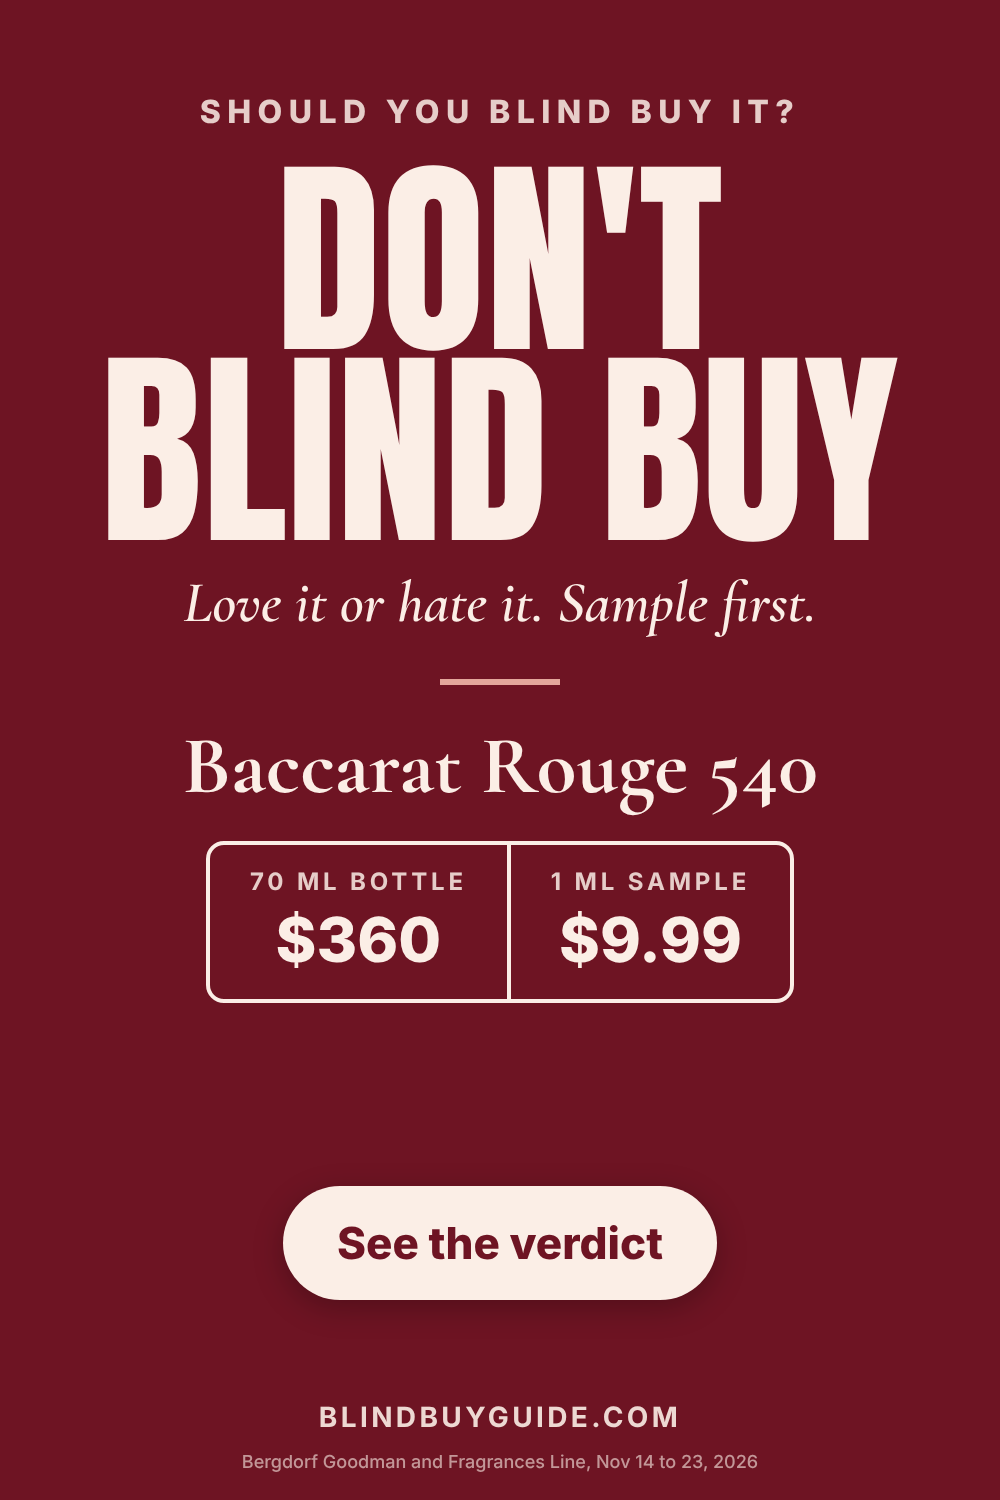 SHOULD YOU BLIND BUY IT?
DON'T
BLIND BUY
Love it or hate it. Sample first.
Baccarat Rouge 540
70 ML BOTTLE
$360
1 ML SAMPLE
$9.99
See the verdict
BLINDBUYGUIDE.COM
Bergdorf Goodman and Fragrances Line, Nov 14 to 23, 2026